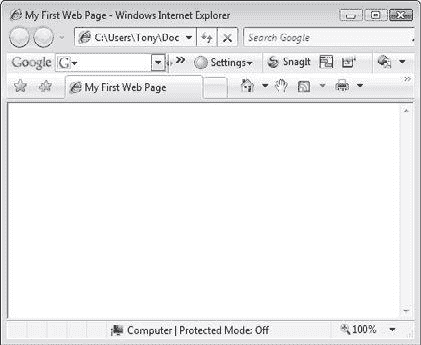 My First Web Page - Windows Internet Explorer
C:\Users\Tony\Doc Search Google
Google G Settings SnagIt
My First Web Page
Computer | Protected Mode: Off 100%